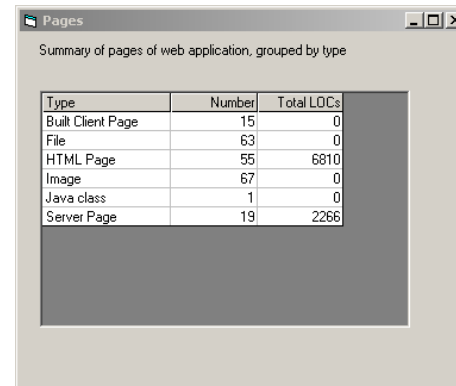 Pages
Summary of pages of web application, grouped by type
Type Number Total LOCs
Built Client Page 15 0
File 63 0
HTML Page 55 6810
Image 67 0
Java class 1 0
Server Page 19 2266